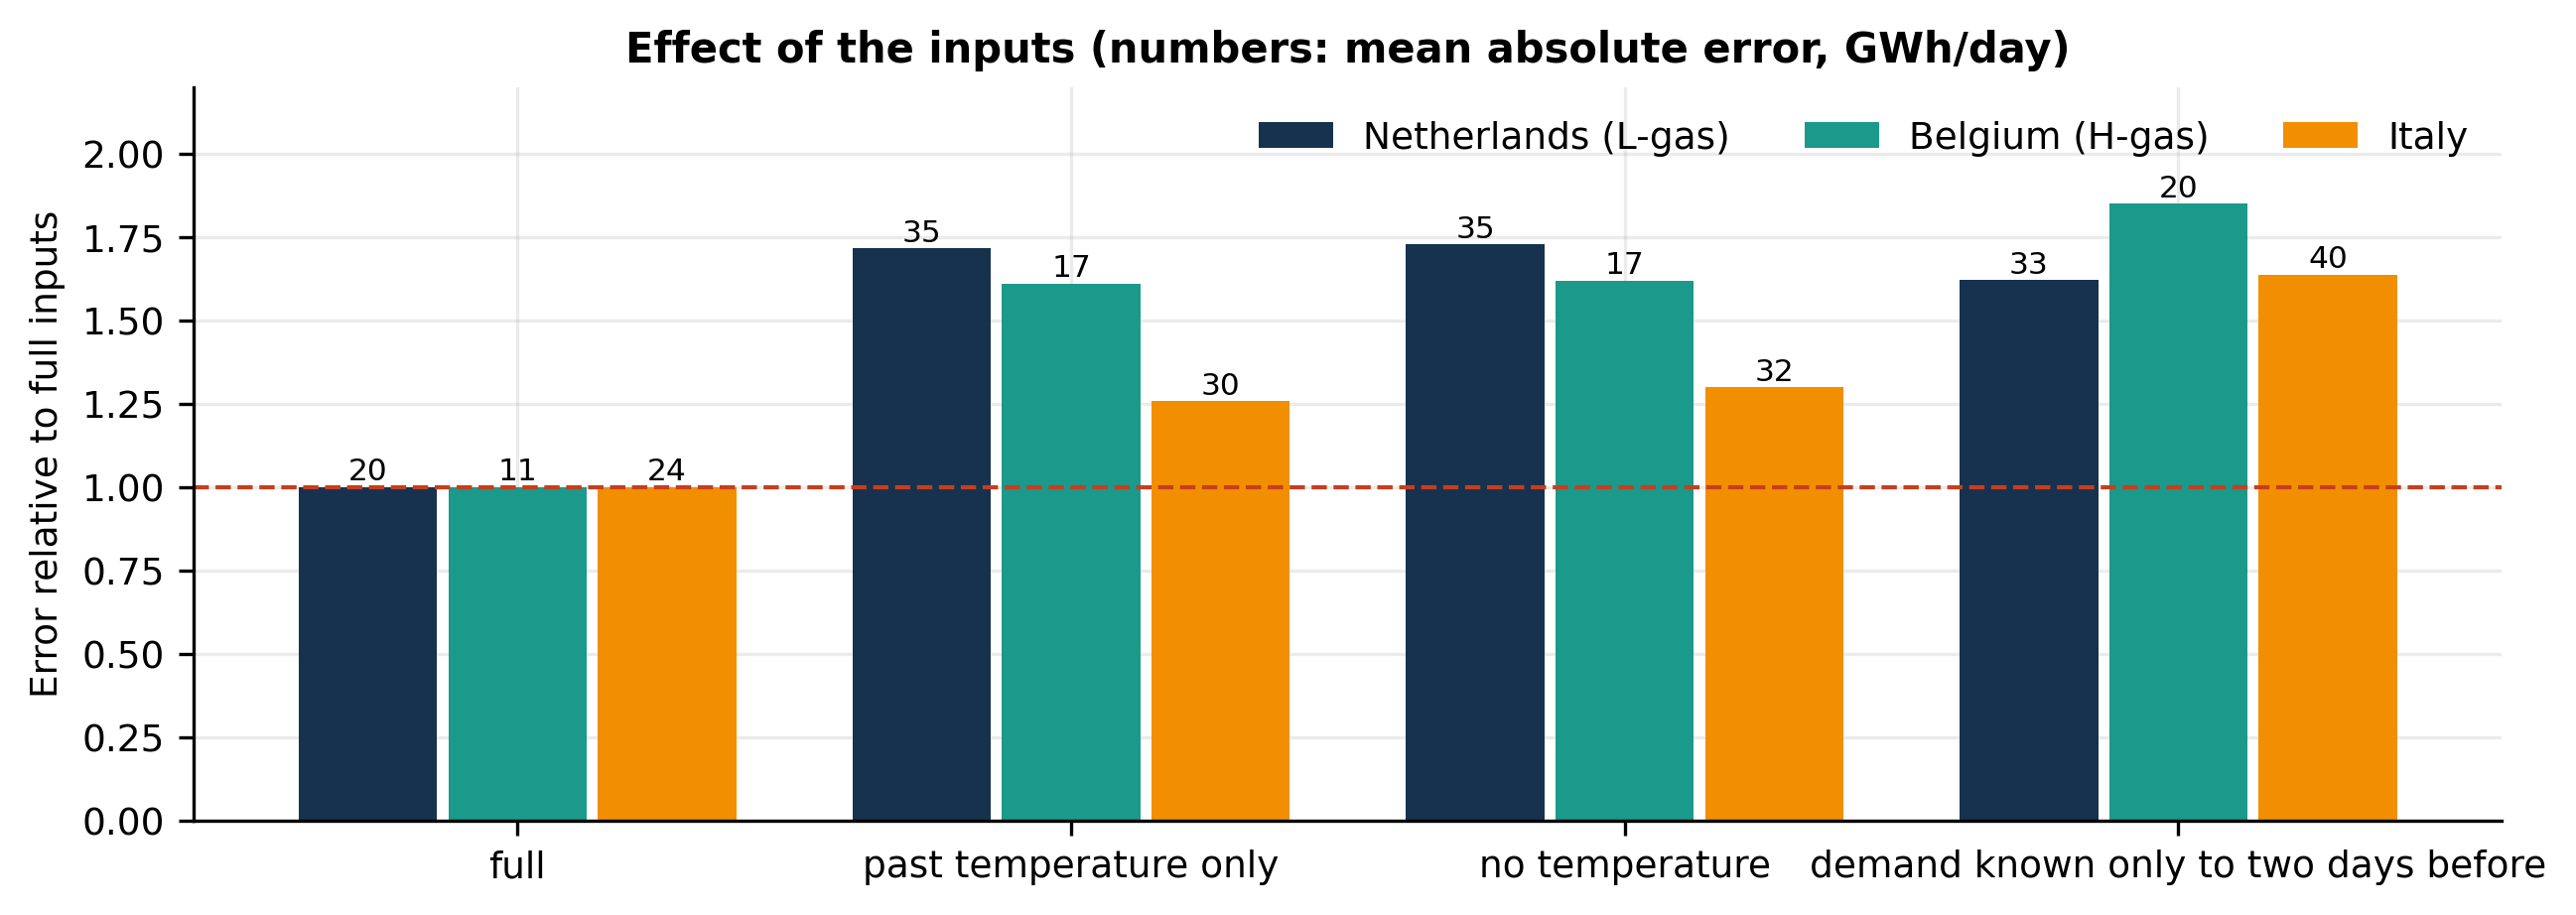 Effect of the inputs (numbers: mean absolute error, GWh/day)
Netherlands (L-gas) Belgium (H-gas) Italy
Error relative to full inputs
2.00
1.75
1.50
1.25
1.00
0.75
0.50
0.25
0.00
20 11 24
35 17 30
35 17 32
33 20 40
full past temperature only no temperature demand known only to two days before